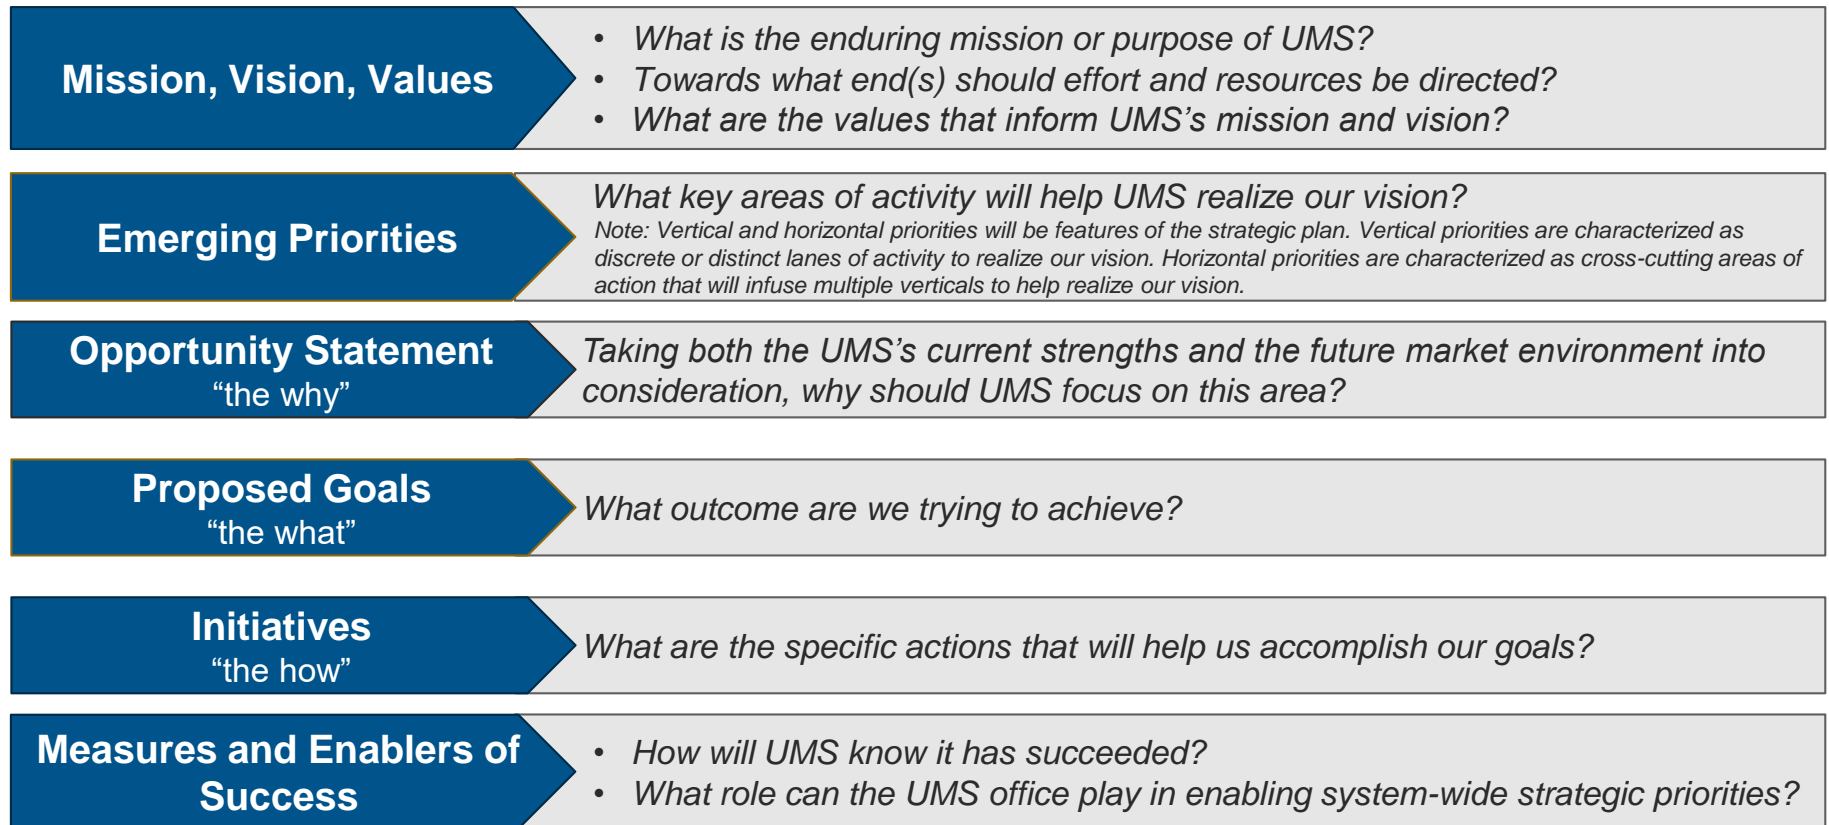 Mission, Vision, Values
• What is the enduring mission or purpose of UMS?
• Towards what end(s) should effort and resources be directed?
• What are the values that inform UMS's mission and vision?
Emerging Priorities
What key areas of activity will help UMS realize our vision?
Note: Vertical and horizontal priorities will be features of the strategic plan. Vertical priorities are characterized as
discrete or distinct lanes of activity to realize our vision. Horizontal priorities are characterized as cross-cutting areas of
action that will infuse multiple verticals to help realize our vision.
Opportunity Statement
“the why”
Taking both the UMS's current strengths and the future market environment into
consideration, why should UMS focus on this area?
Proposed Goals
“the what”
What outcome are we trying to achieve?
Initiatives
“the how”
What are the specific actions that will help us accomplish our goals?
Measures and Enablers of
Success
• How will UMS know it has succeeded?
• What role can the UMS office play in enabling system-wide strategic priorities?